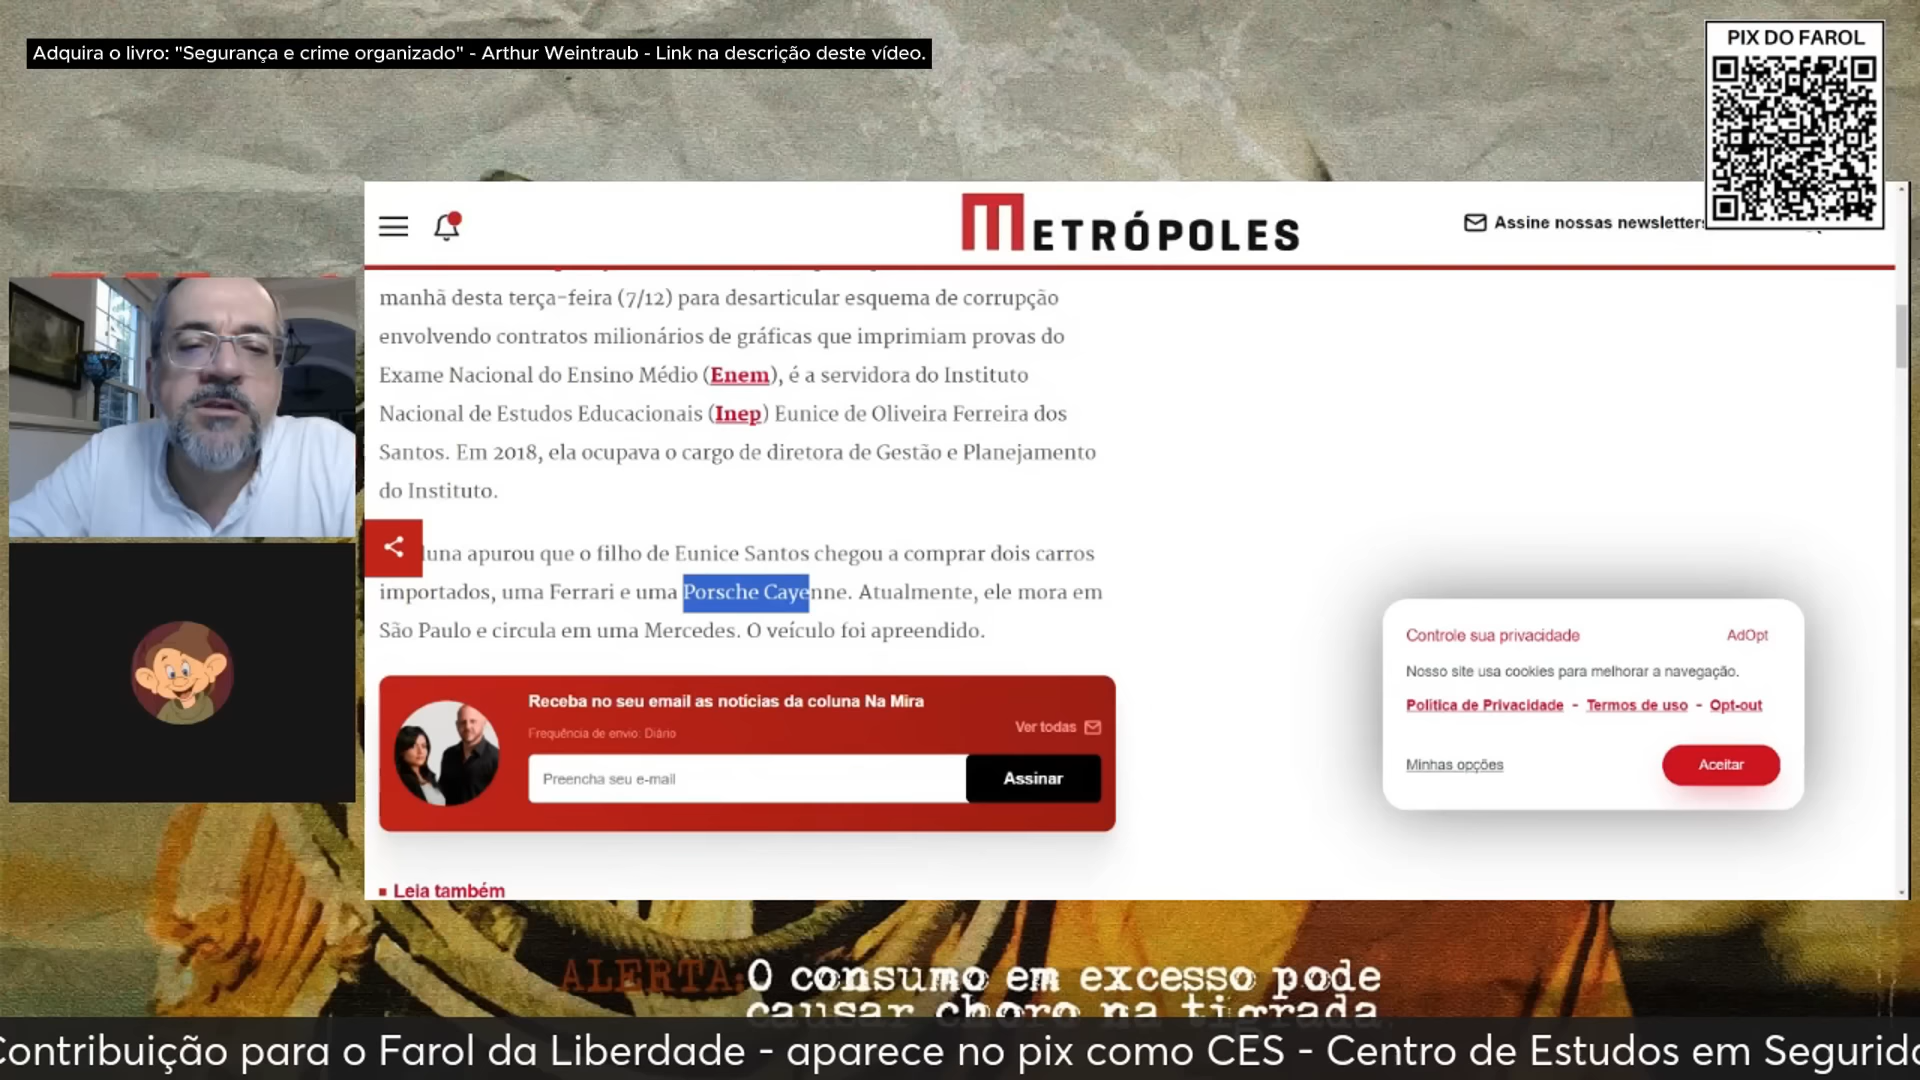 Adquira o livro: "Segurança e crime organizado" - Arthur Weintraub - Link na descrição deste vídeo.
PIX DO FAROL
METRÓPOLES
Assine nossas newsletters
manhã desta terça-feira (7/12) para desarticular esquema de corrupção
envolvendo contratos milionários de gráficas que imprimiam provas do
Exame Nacional do Ensino Médio (Enem), é a servidora do Instituto
Nacional de Estudos Educacionais (Inep) Eunice de Oliveira Ferreira dos
Santos. Em 2018, ela ocupava o cargo de diretora de Gestão e Planejamento
do Instituto.
luna apurou que o filho de Eunice Santos chegou a comprar dois carros
importados, uma Ferrari e uma Porsche Cayenne. Atualmente, ele mora em
São Paulo e circula em uma Mercedes. O veículo foi apreendido.
Controle sua privacidade
AdOpt
Nosso site usa cookies para melhorar a navegação.
Política de Privacidade - Termos de uso - Opt-out
Minhas opções
Aceitar
Receba no seu email as notícias da coluna Na Mira
Frequência de envio: Diário
Ver todas
Preencha seu e-mail
Assinar
Leia também
ALERTA: O consumo em excesso pode
causar choro na tigrada
Contribuição para o Farol da Liberdade - aparece no pix como CES - Centro de Estudos em Segurida